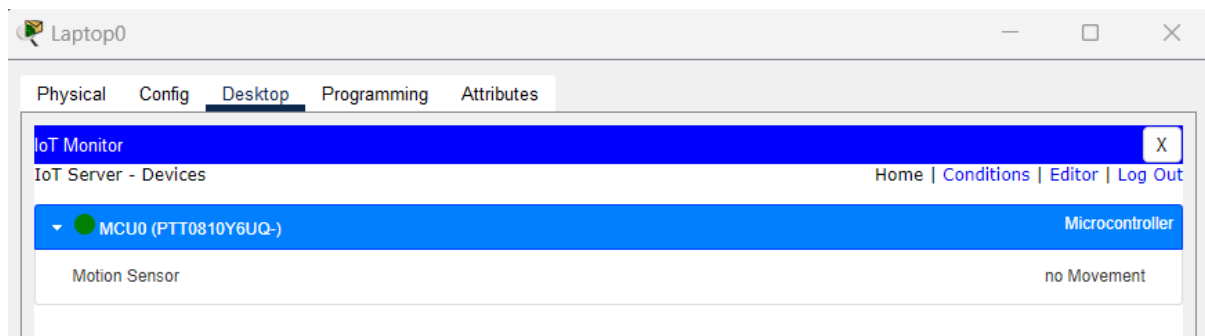 Laptop0
Physical Config Desktop Programming Attributes
IoT Monitor X
IoT Server - Devices Home | Conditions | Editor | Log Out
MCU0 (PTT0810Y6UQ-) Microcontroller
Motion Sensor no Movement